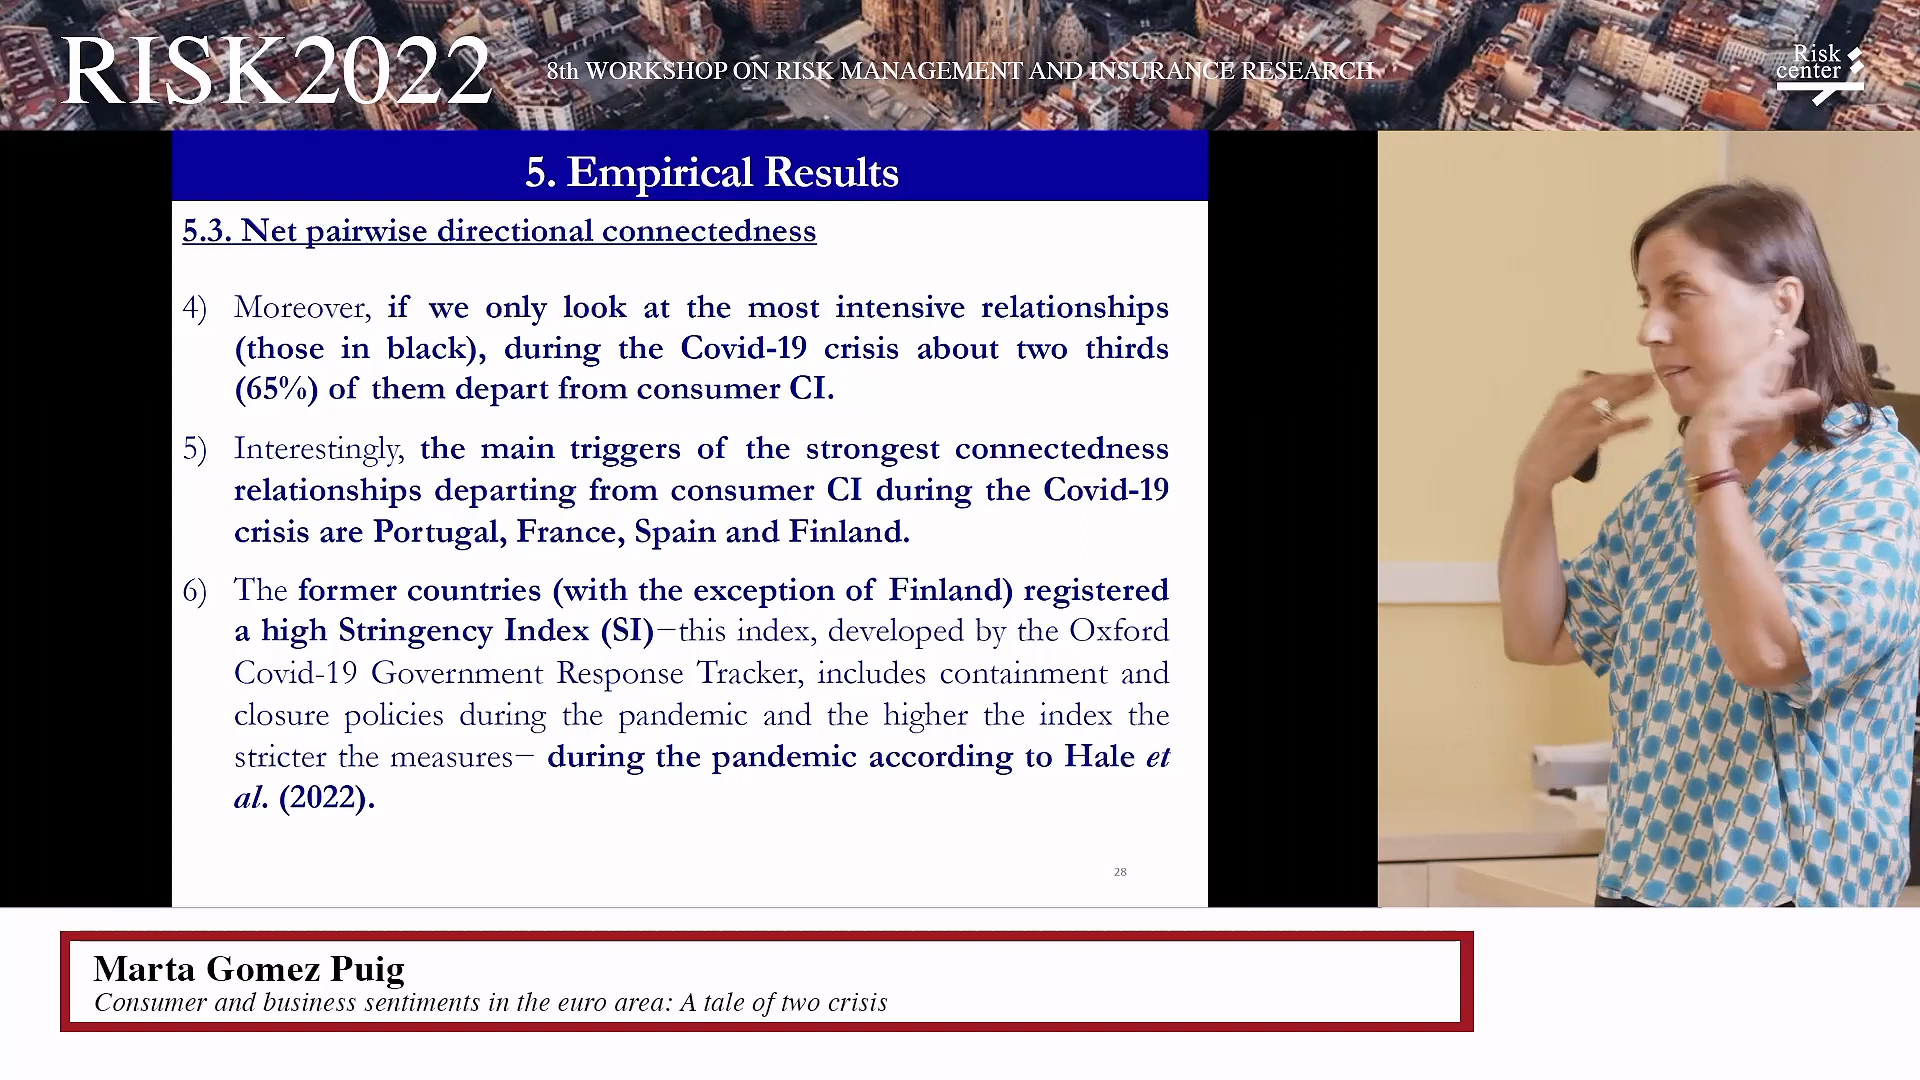 RISK2022
8th WORKSHOP ON RISK MANAGEMENT AND INSURANCE RESEARCH
Risk
center
5. Empirical Results
5.3. Net pairwise directional connectedness
4) Moreover, if we only look at the most intensive relationships
(those in black), during the Covid-19 crisis about two thirds
(65%) of them depart from consumer CI.
5) Interestingly, the main triggers of the strongest connectedness
relationships departing from consumer CI during the Covid-19
crisis are Portugal, France, Spain and Finland.
6) The former countries (with the exception of Finland) registered
a high Stringency Index (SI)−this index, developed by the Oxford
Covid-19 Government Response Tracker, includes containment and
closure policies during the pandemic and the higher the index the
stricter the measures− during the pandemic according to Hale et
al. (2022).
28
Marta Gomez Puig
Consumer and business sentiments in the euro area: A tale of two crisis